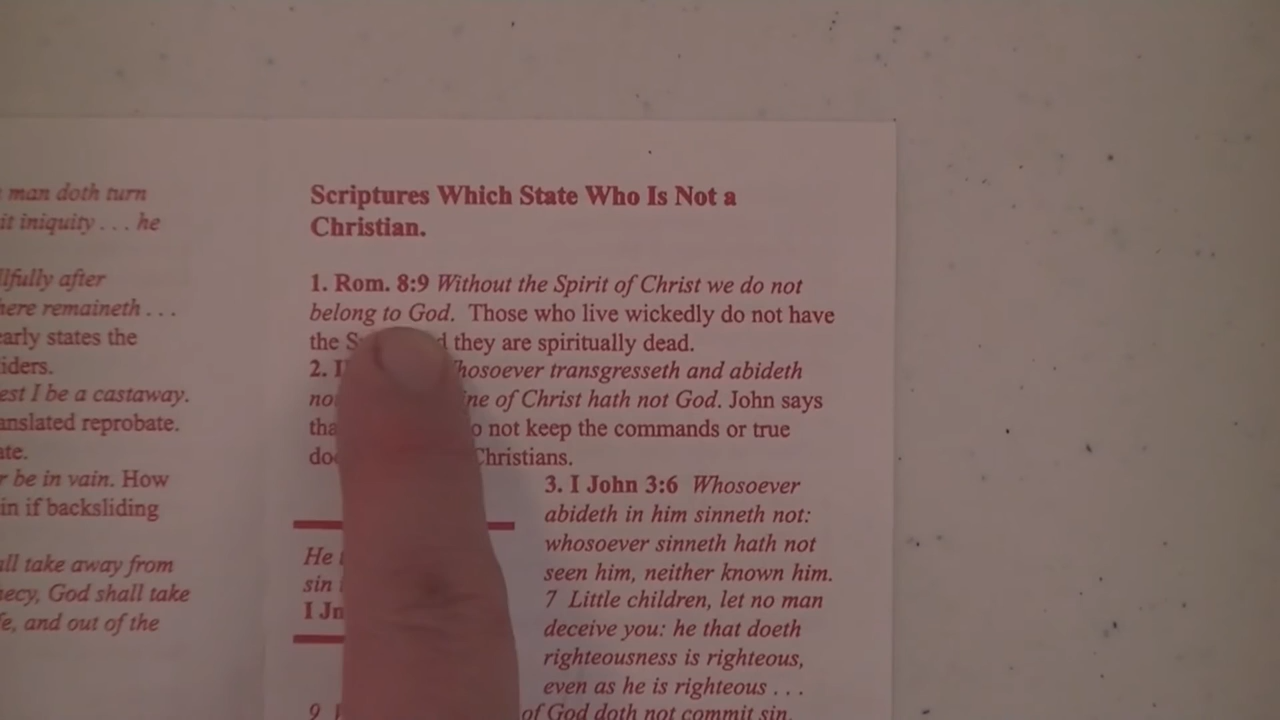 man doth turn
it iniquity . . . he
llfully after
here remaineth . . .
early states the
iders.
est I be a castaway.
anslated reprobate.
ate.
r be in vain. How
in if backsliding
all take away from
hecy, God shall take
fe, and out of the
Scriptures Which State Who Is Not a
Christian.
1. Rom. 8:9 Without the Spirit of Christ we do not
belong to God. Those who live wickedly do not have
the they are spiritually dead.
2. hosoever transgresseth and abideth
ne of Christ hath not God. John says
not keep the commands or true
Christians.
He
sin
I Jn
3. I John 3:6 Whosoever
abideth in him sinneth not:
whosoever sinneth hath not
seen him, neither known him.
7 Little children, let no man
deceive you: he that doeth
righteousness is righteous,
even as he is righteous . . .
9 of God doth not commit sin.